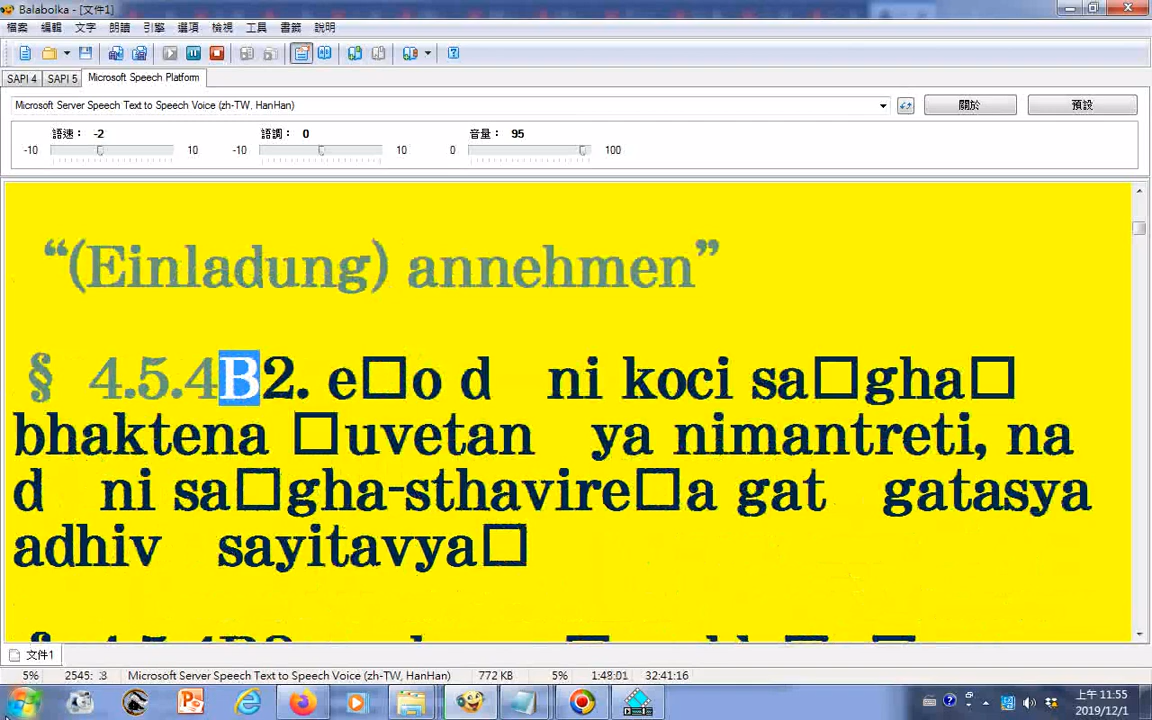 Balabolka - [文件1]
檔案 編輯 文字 朗讀 引擎 選項 檢視 工具 書籤 說明
SAPI 4 SAPI 5 Microsoft Speech Platform
Microsoft Server Speech Text to Speech Voice (zh-TW, HanHan) 關於 預設
語速： -2 語調： 0 音量： 95
-10 10 -10 10 0 100
“(Einladung) annehmen”
§ 4.5.4B2. e□o d ni koci sa□gha□
bhaktena □uvetan ya nimantreti, na
d ni sa□gha-sthavire□a gat gatasya
adhiv sayitavya□
文件1
5% 2545: Microsoft Server Speech Text to Speech Voice (zh-TW, HanHan) 772 KB 5% 1:48:01 32:41:16
上午 11:55
2019/12/1